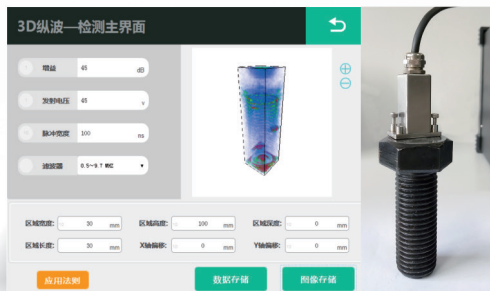 3D纵波—检测主界面
增益 45 dB
发射电压 45 v
脉冲宽度 100 ns
滤波器 0.5~9.7 MHz
区域宽度: 30 mm 区域高度: 100 mm 区域深度: 0 mm
区域长度: 30 mm X轴偏移: 0 mm Y轴偏移: 0 mm
应用法则 数据存储 图像存储